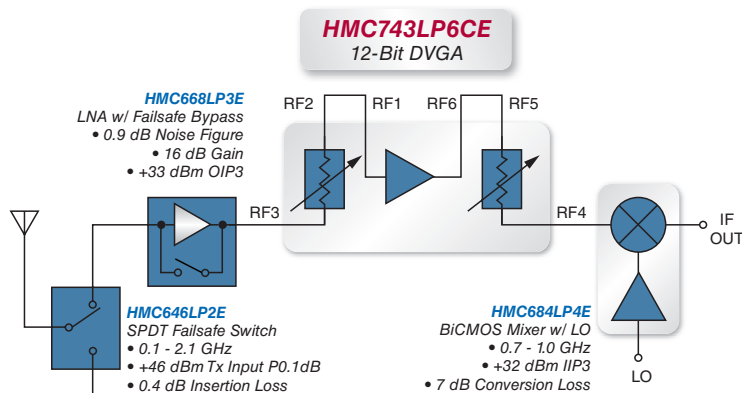 HMC743LP6CE
12-Bit DVGA
HMC668LP3E
LNA w/ Failsafe Bypass
• 0.9 dB Noise Figure
• 16 dB Gain
• +33 dBm OIP3
RF2
RF1
RF6
RF5
RF3
RF4
IF
OUT
HMC646LP2E
SPDT Failsafe Switch
• 0.1 - 2.1 GHz
• +46 dBm Tx Input P0.1dB
• 0.4 dB Insertion Loss
HMC684LP4E
BiCMOS Mixer w/ LO
• 0.7 - 1.0 GHz
• +32 dBm IIP3
• 7 dB Conversion Loss
LO